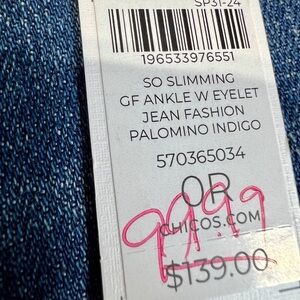 SP31-24
196533976551
SO SLIMMING
GF ANKLE W EYELET
JEAN FASHION
PALOMINO INDIGO
570365034
OR
CHICOS.COM
99.99
$139.00